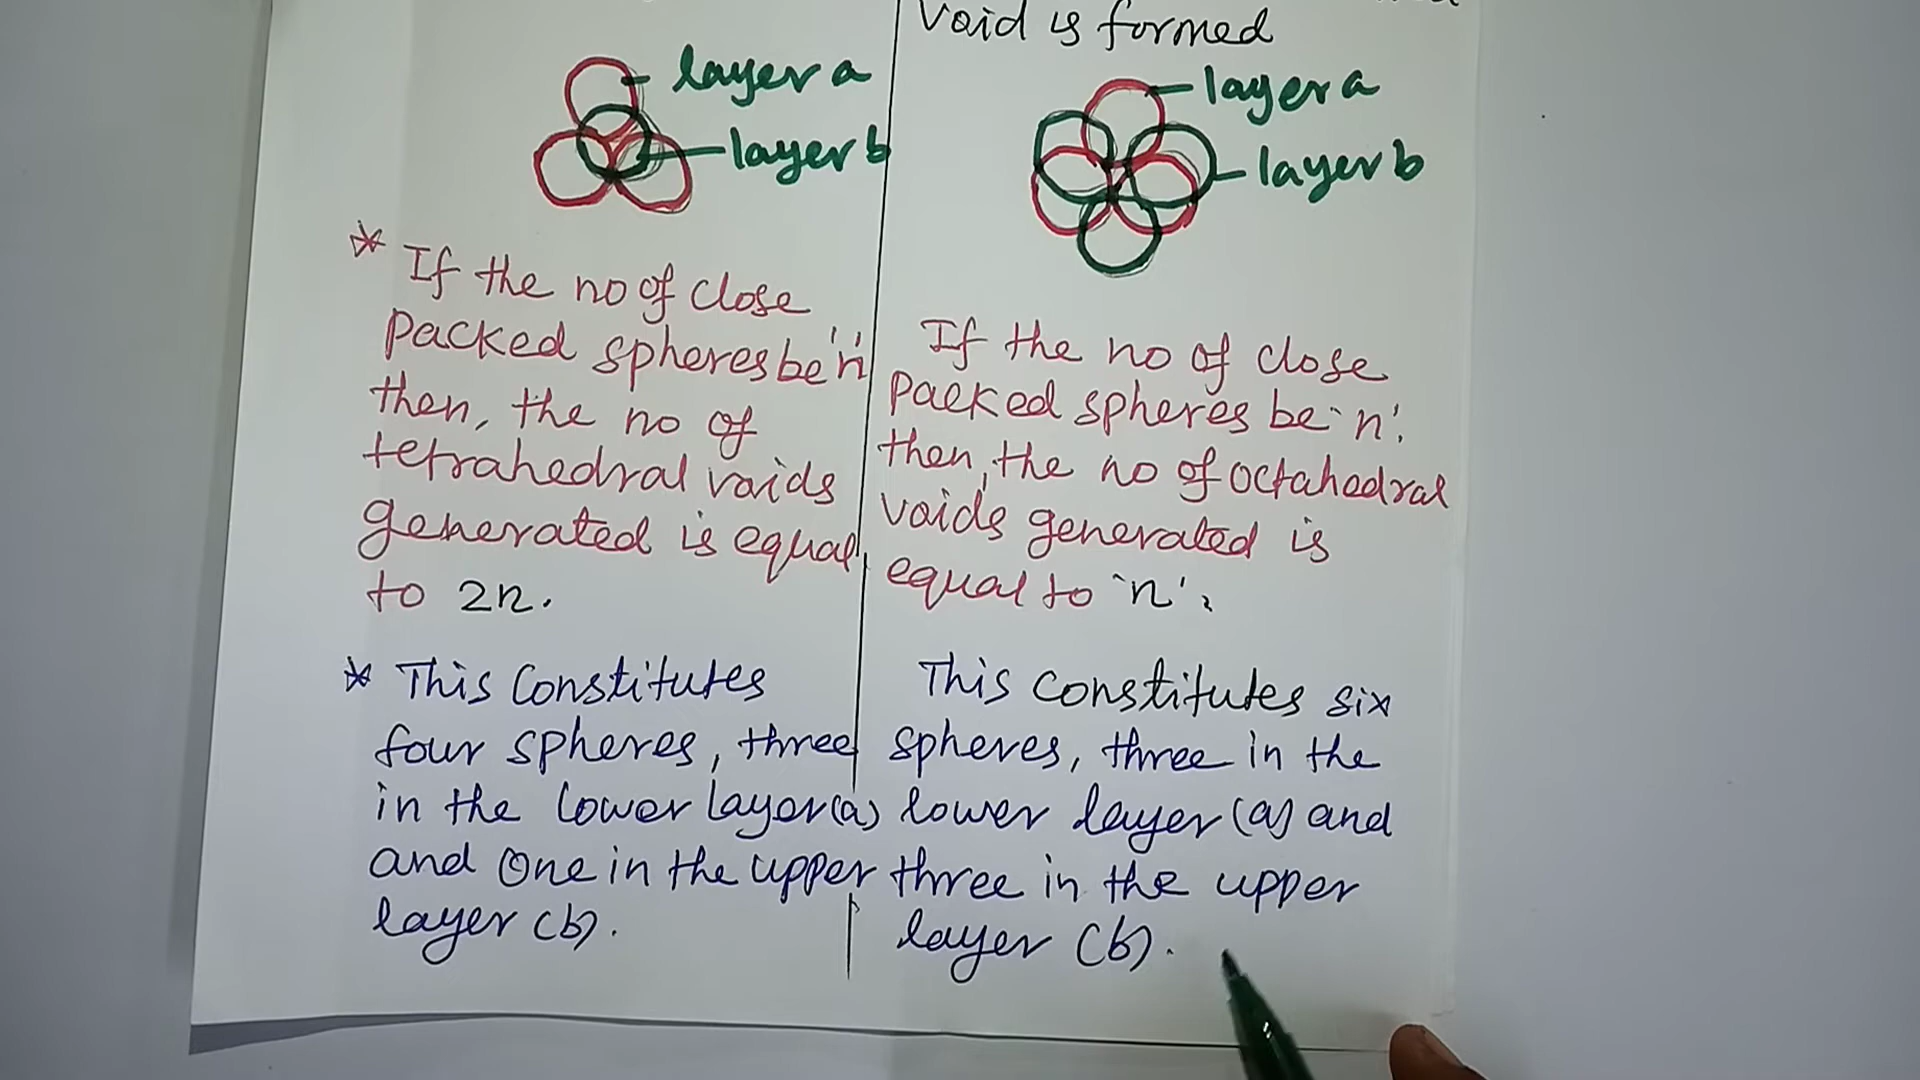 layer a
layer b
* If the no of close
packed spheres be 'n'
then, the no of
tetrahedral voids
generated is equal
to 2n.
* This constitutes
four spheres, three
in the lower layer (a)
and one in the upper
layer (b).
void is formed
layer a
layer b
If the no of close
packed spheres be 'n'.
then, the no of octahedral
voids generated is
equal to 'n'.
This constitutes six
spheres, three in the
lower layer (a) and
three in the upper
layer (b).